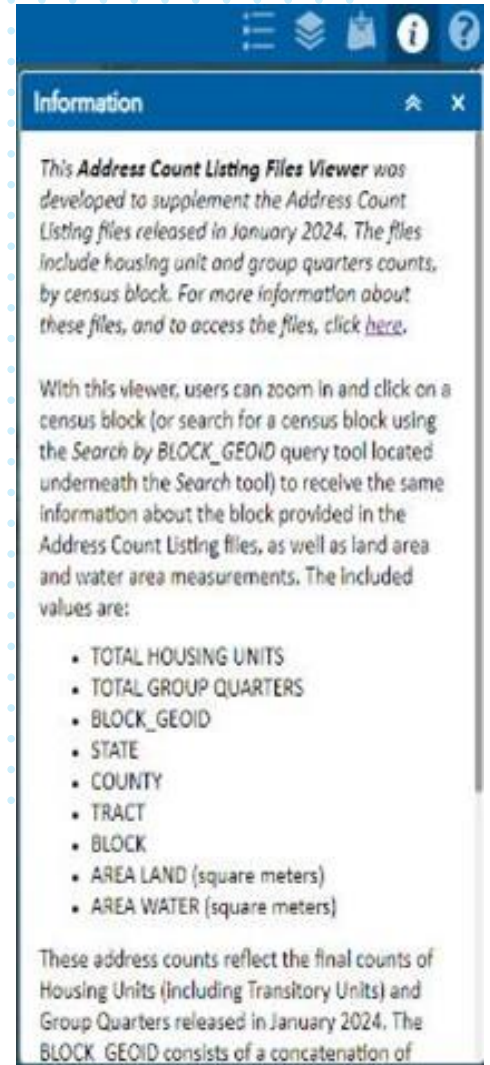 Information
This Address Count Listing Files Viewer was
developed to supplement the Address Count
Listing files released in January 2024. The files
include housing unit and group quarters counts,
by census block. For more information about
these files, and to access the files, click here.
With this viewer, users can zoom in and click on a
census block (or search for a census block using
the Search by BLOCK_GEOID query tool located
underneath the Search tool) to receive the same
information about the block provided in the
Address Count Listing files, as well as land area
and water area measurements. The included
values are:
• TOTAL HOUSING UNITS
• TOTAL GROUP QUARTERS
• BLOCK_GEOID
• STATE
• COUNTY
• TRACT
• BLOCK
• AREA LAND (square meters)
• AREA WATER (square meters)
These address counts reflect the final counts of
Housing Units (including Transitory Units) and
Group Quarters released in January 2024. The
BLOCK_GEOID consists of a concatenation of